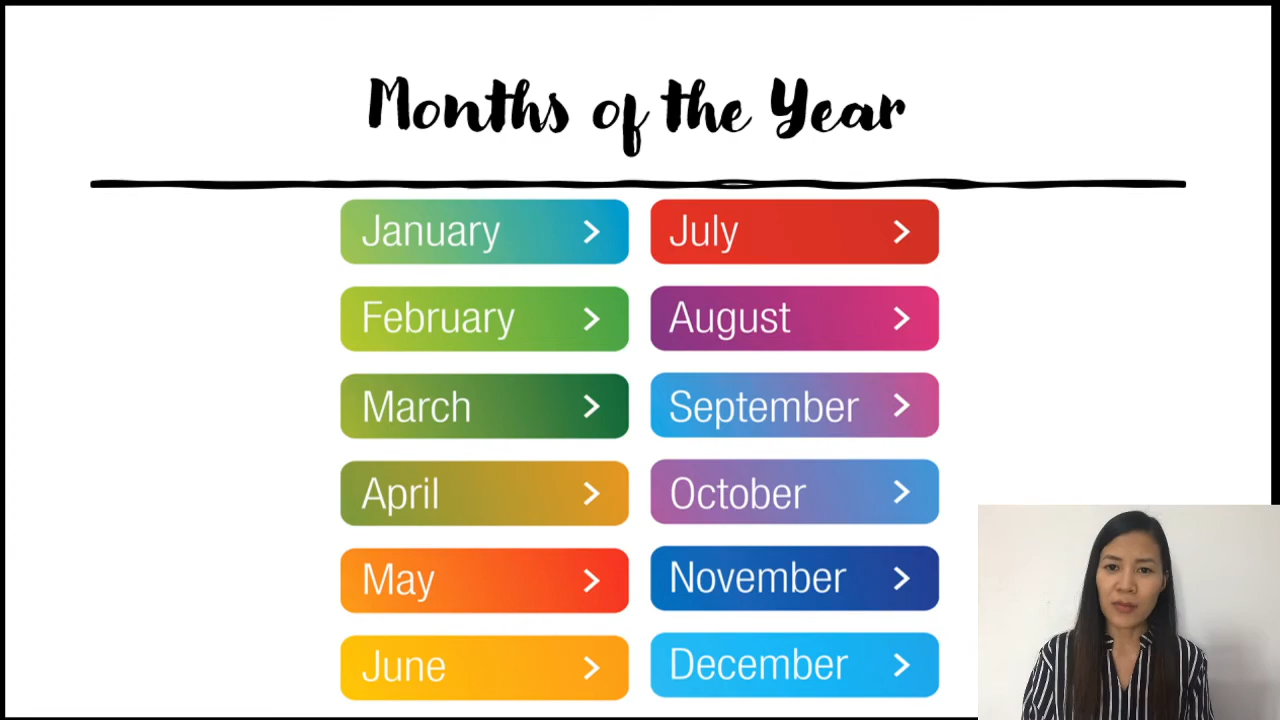 Months of the Year
January
February
March
April
May
June
July
August
September
October
November
December